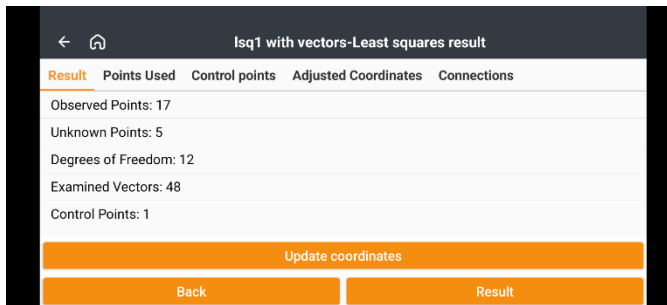 lsq1 with vectors-Least squares result
Result Points Used Control points Adjusted Coordinates Connections
Observed Points: 17
Unknown Points: 5
Degrees of Freedom: 12
Examined Vectors: 48
Control Points: 1
Update coordinates
Back Result